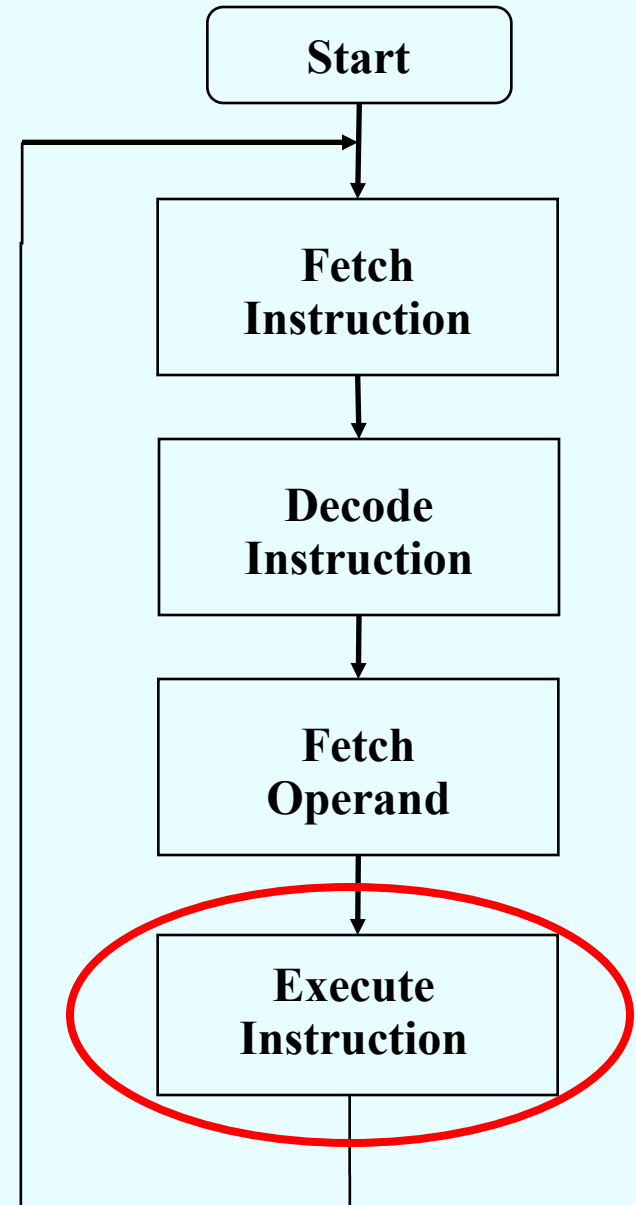 Start
Fetch
Instruction
Decode
Instruction
Fetch
Operand
Execute
Instruction